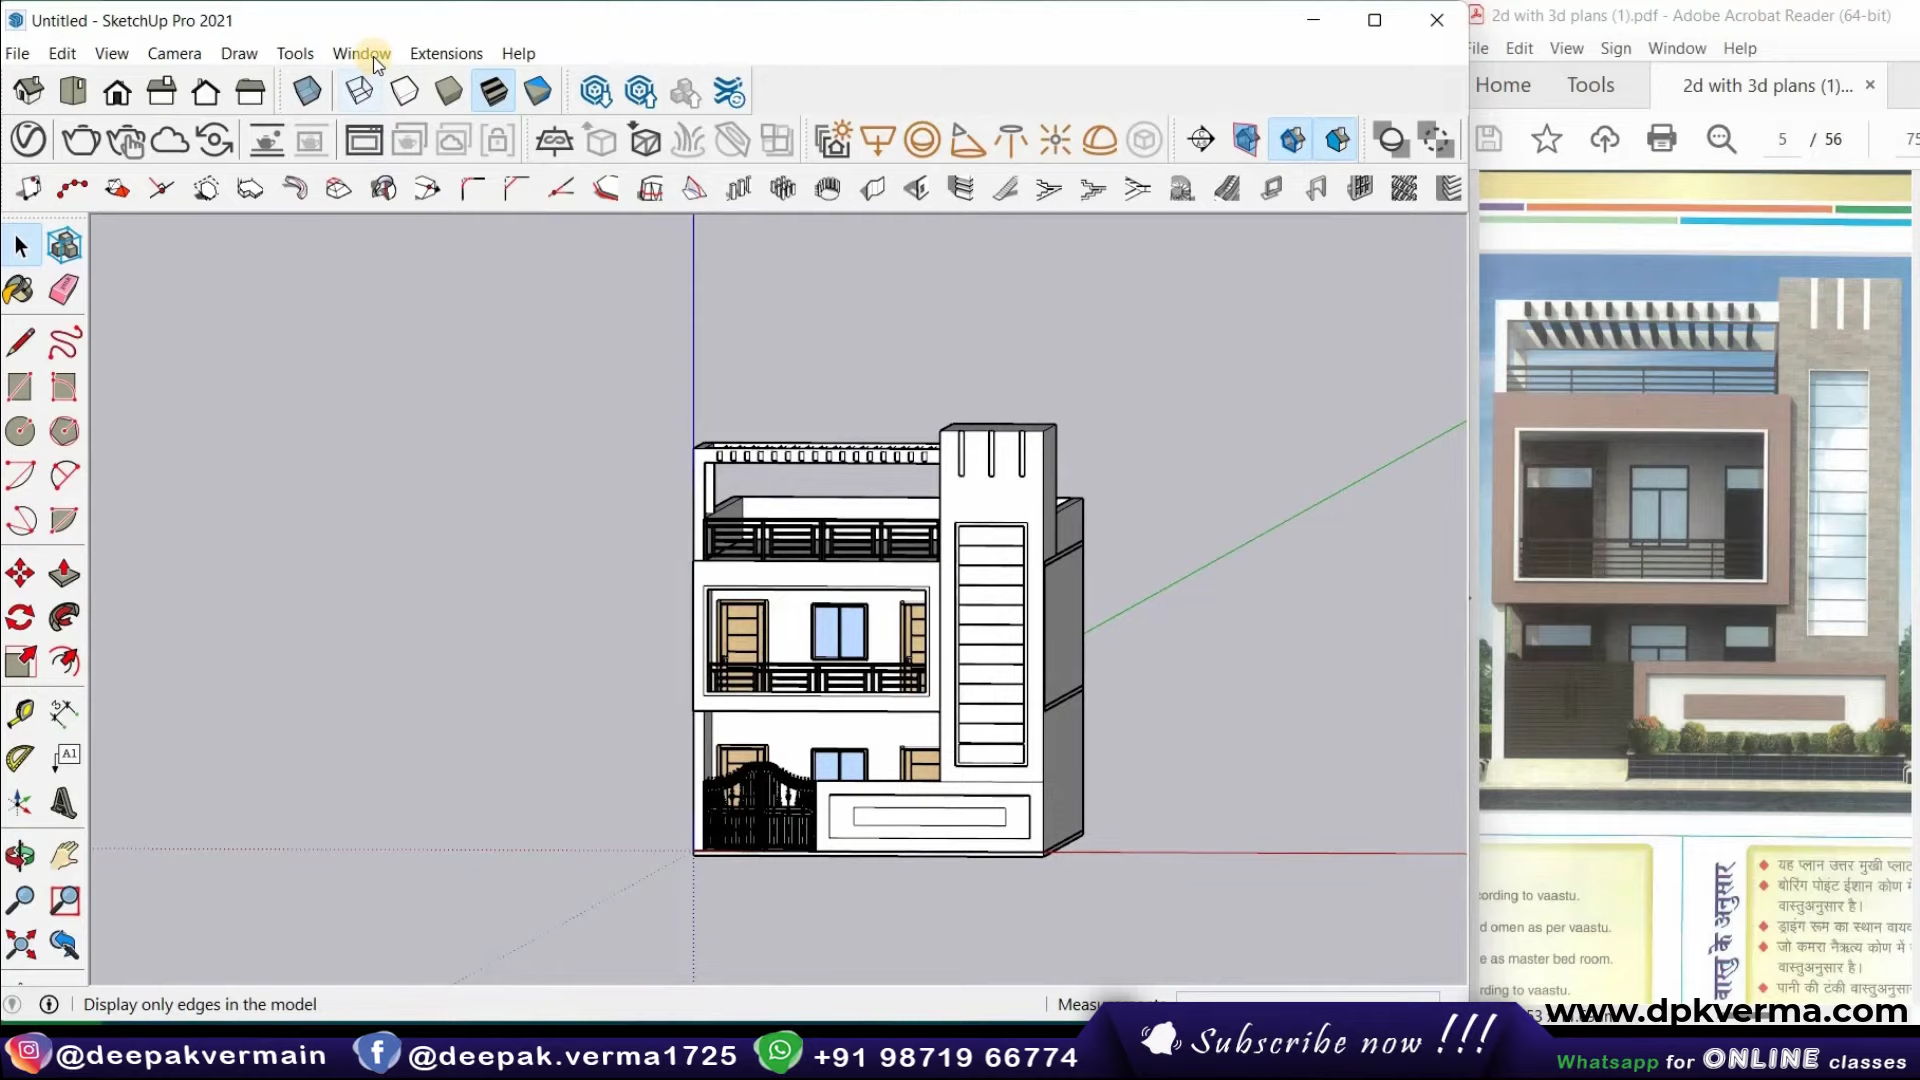 Untitled - SketchUp Pro 2021
File Edit View Camera Draw Tools Window Extensions Help
A1
Display only edges in the model
2d with 3d plans (1).pdf - Adobe Acrobat Reader (64-bit)
Edit View Sign Window Help
Home Tools 2d with 3d plans (1)... ×
5 / 56 75
cording to vaastu.
d omen as per vaastu.
e as master bed room.
rding to vaastu.
वास्तु के अनुसार
यह प्लान उत्तर मुखी प्लाट
बोरिंग पोइंट ईशान कोण में
वास्तुअनुसार है।
ड्राइंग रूम का स्थान वायव
जो कमरा नैऋत्य कोण में
वास्तुअनुसार है।
पानी की टंकी वास्तुअनुसार
www.dpkverma.com
@deepakvermain @deepak.verma1725 +91 98719 66774
Subscribe now !!!
Whatsapp for ONLINE classes